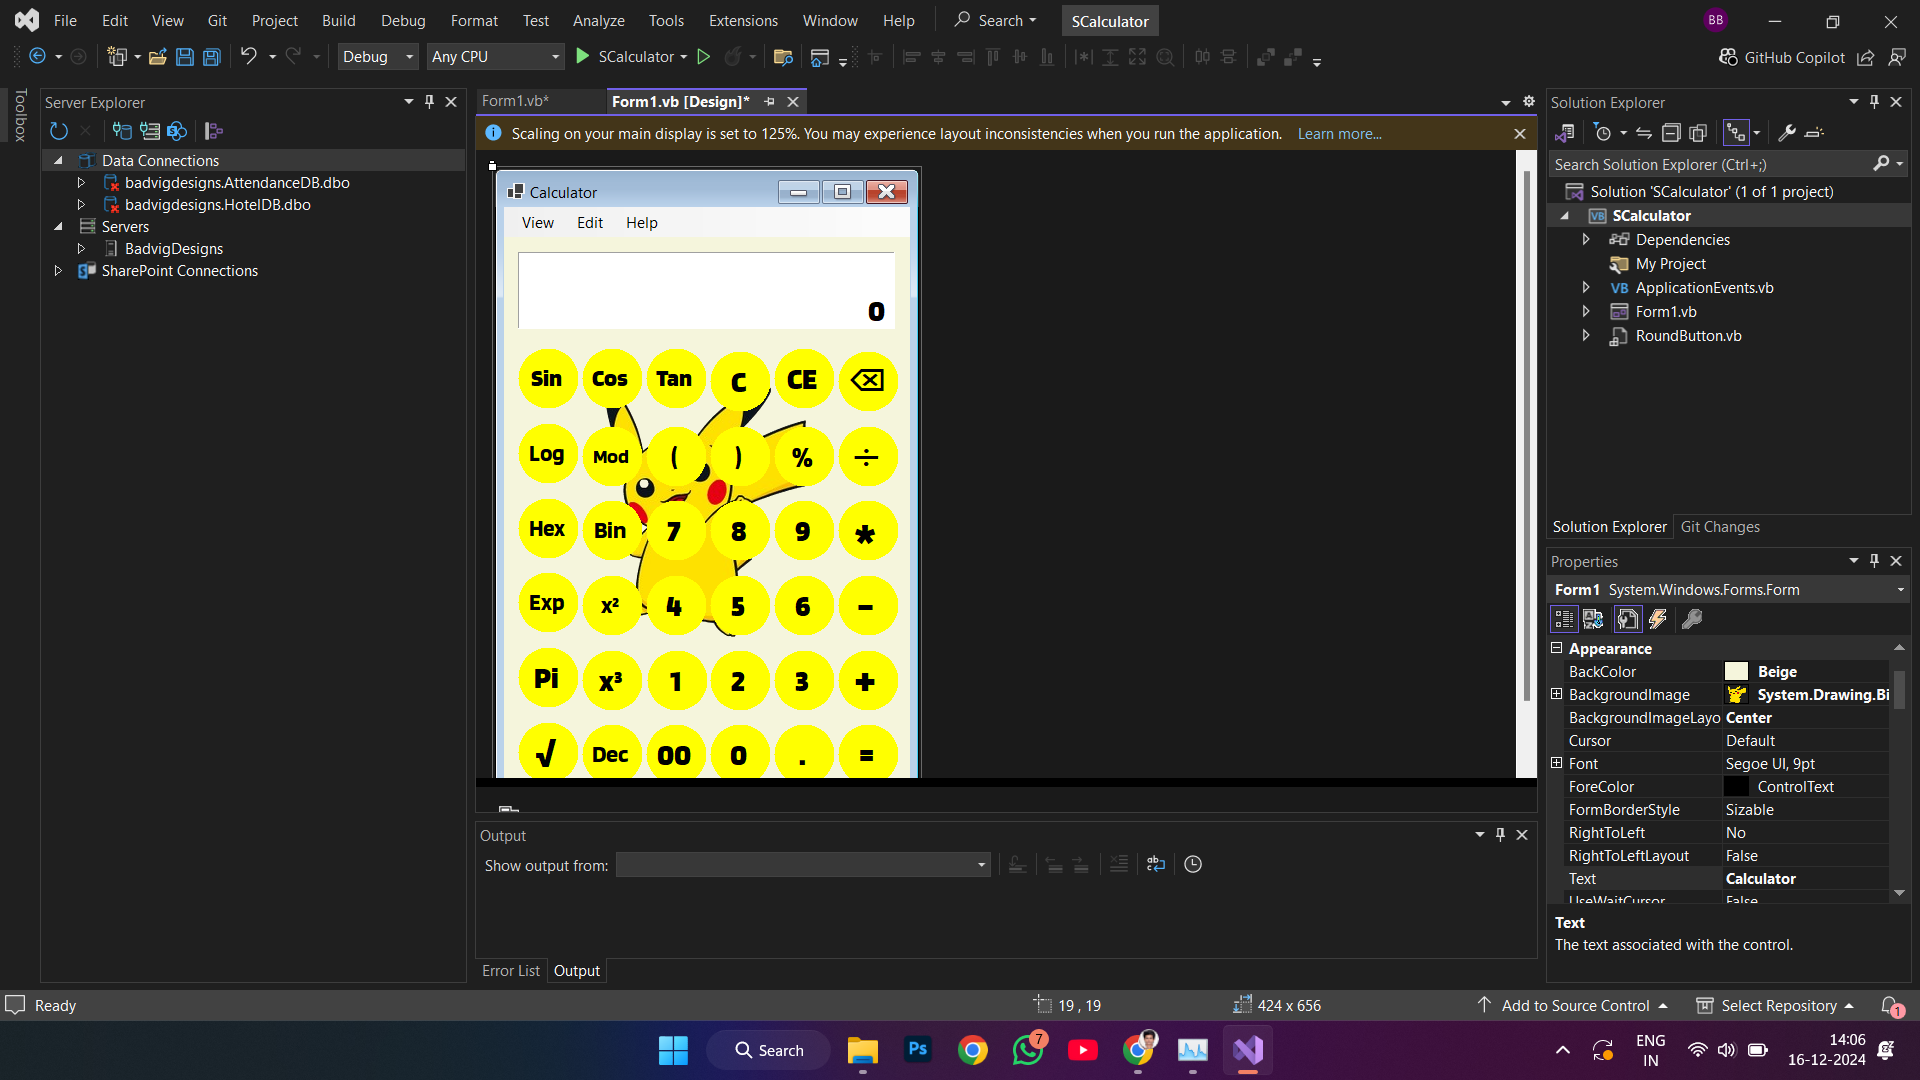 File Edit View Git Project Build Debug Format Test Analyze Tools Extensions Window Help Search SCalculator BB
Debug Any CPU SCalculator GitHub Copilot
Toolbox
Server Explorer
Data Connections
badvigdesigns.AttendanceDB.dbo
badvigdesigns.HotelDB.dbo
Servers
BadvigDesigns
SharePoint Connections
Form1.vb* Form1.vb [Design]*
Scaling on your main display is set to 125%. You may experience layout inconsistencies when you run the application. Learn more...
Calculator
View Edit Help
0
Sin Cos Tan C CE
Log Mod ( ) % ÷
Hex Bin 7 8 9 *
Exp x² 4 5 6 -
Pi x³ 1 2 3 +
√ Dec 00 0 . =
Output
Show output from:
Error List Output
Solution Explorer
Search Solution Explorer (Ctrl+;)
Solution 'SCalculator' (1 of 1 project)
VB SCalculator
Dependencies
My Project
VB ApplicationEvents.vb
Form1.vb
RoundButton.vb
Solution Explorer Git Changes
Properties
Form1 System.Windows.Forms.Form
Appearance
BackColor Beige
BackgroundImage System.Drawing.Bi
BackgroundImageLayo Center
Cursor Default
Font Segoe UI, 9pt
ForeColor ControlText
FormBorderStyle Sizable
RightToLeft No
RightToLeftLayout False
Text Calculator
UseWaitCursor False
Text
The text associated with the control.
Ready 19 , 19 424 x 656 Add to Source Control Select Repository 1
Search Ps 7 ENG IN 14:06 16-12-2024